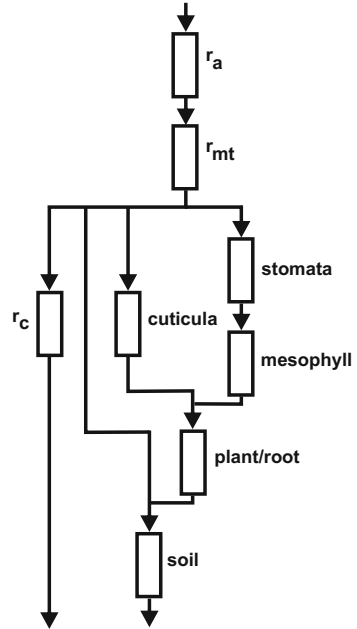 ra
rmt
stomata
rc
cuticula
mesophyll
plant/root
soil